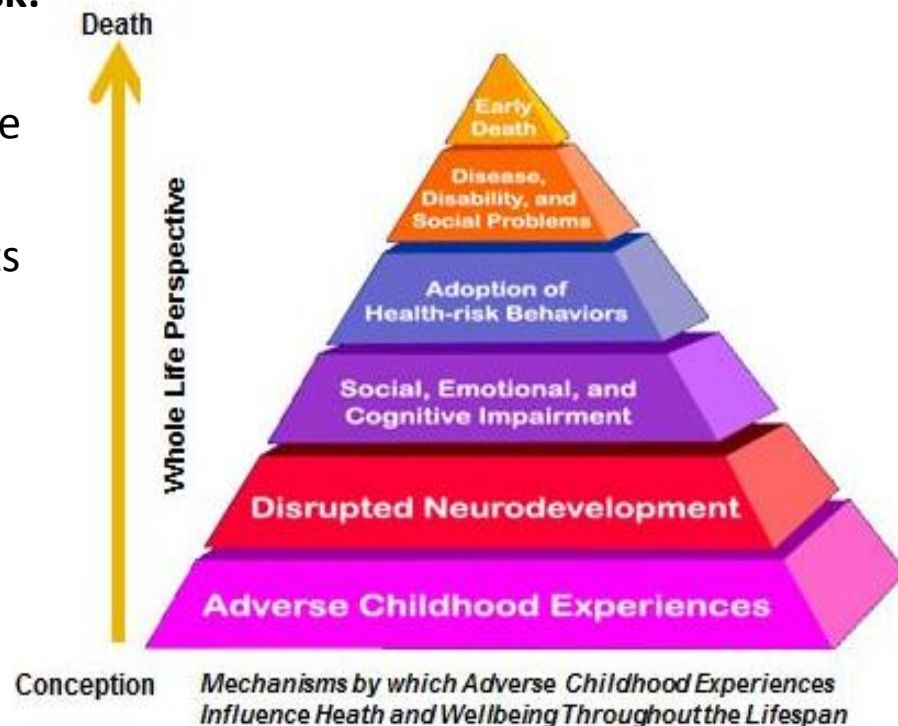 Death
Early
Death
Disease,
Disability, and
Social Problems
Whole Life Perspective
Adoption of
Health-risk Behaviors
Social, Emotional, and
Cognitive Impairment
Disrupted Neurodevelopment
Adverse Childhood Experiences
Conception
Mechanisms by which Adverse Childhood Experiences
Influence Heath and Wellbeing Throughout the Lifespan